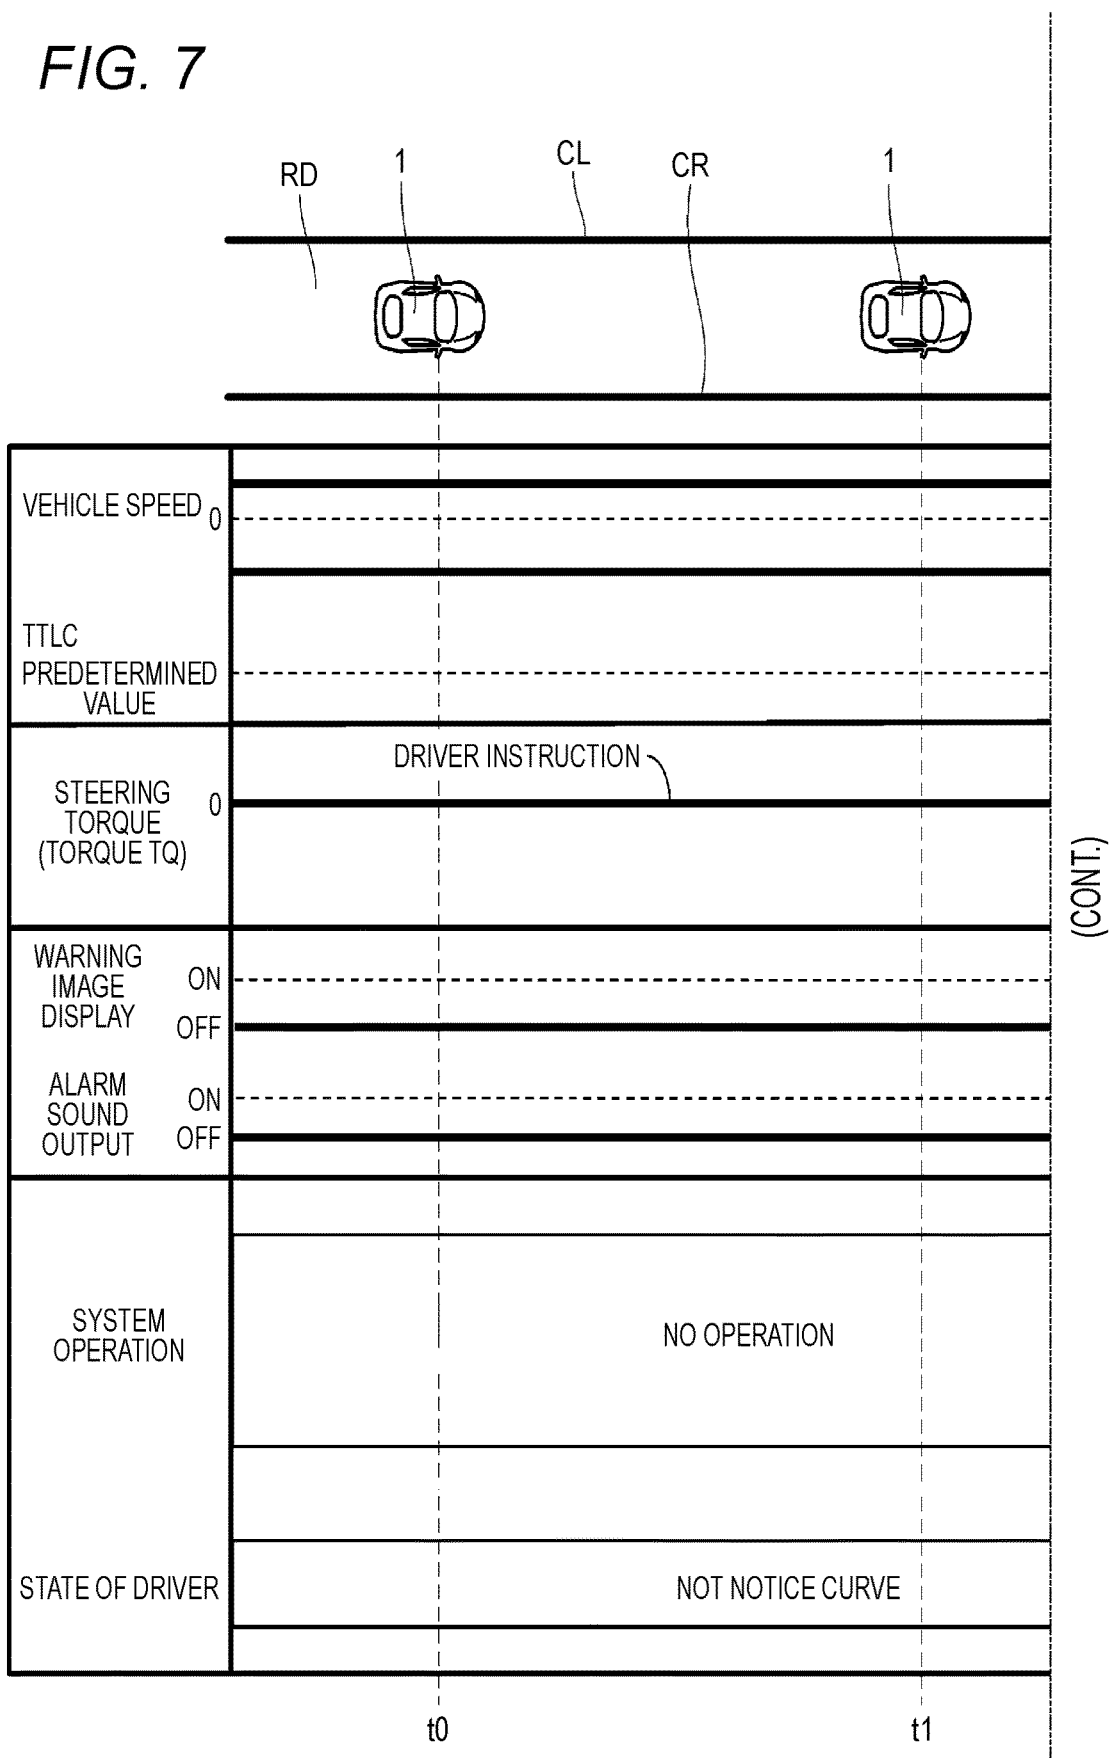 FIG. 7
RD
1
CL
CR
1
VEHICLE SPEED 0
TTLC
PREDETERMINED
VALUE
DRIVER INSTRUCTION
STEERING
TORQUE
(TORQUE TQ)
0
(CONT.)
WARNING
IMAGE
DISPLAY
ON
OFF
ALARM
SOUND
OUTPUT
ON
OFF
SYSTEM
OPERATION
NO OPERATION
STATE OF DRIVER
NOT NOTICE CURVE
t0
t1